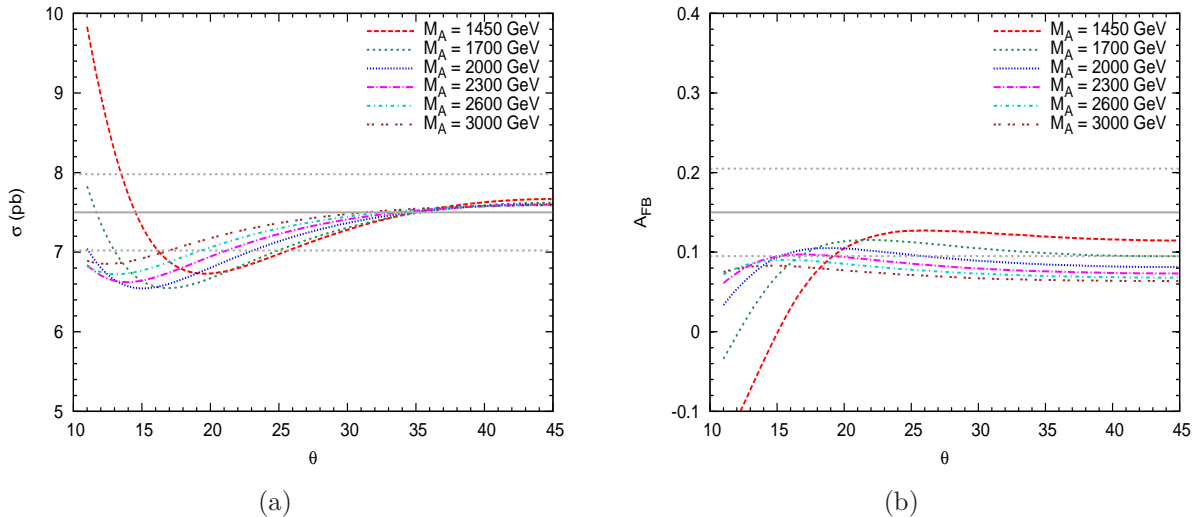 10
9
8
7
6
5
10 15 20 25 30 35 40 45
σ (pb)
θ
M_A = 1450 GeV
M_A = 1700 GeV
M_A = 2000 GeV
M_A = 2300 GeV
M_A = 2600 GeV
M_A = 3000 GeV
(a)
0.4
0.3
0.2
0.1
0
-0.1
10 15 20 25 30 35 40 45
A_FB
θ
M_A = 1450 GeV
M_A = 1700 GeV
M_A = 2000 GeV
M_A = 2300 GeV
M_A = 2600 GeV
M_A = 3000 GeV
(b)